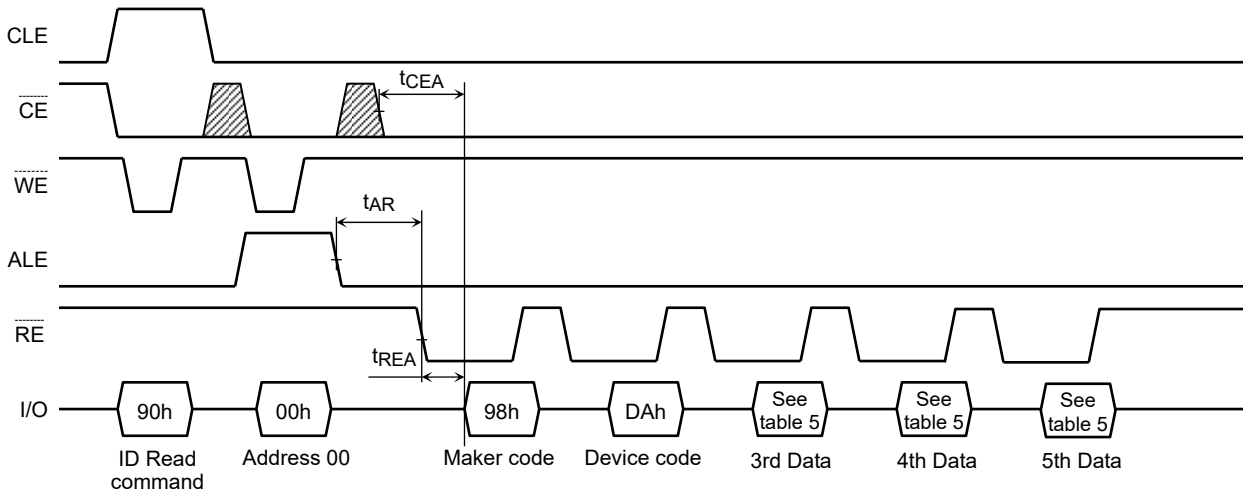 CLE
CE
tCEA
WE
tAR
ALE
RE
tREA
I/O
90h
00h
98h
DAh
See
table 5
See
table 5
See
table 5
ID Read
command
Address 00
Maker code
Device code
3rd Data
4th Data
5th Data